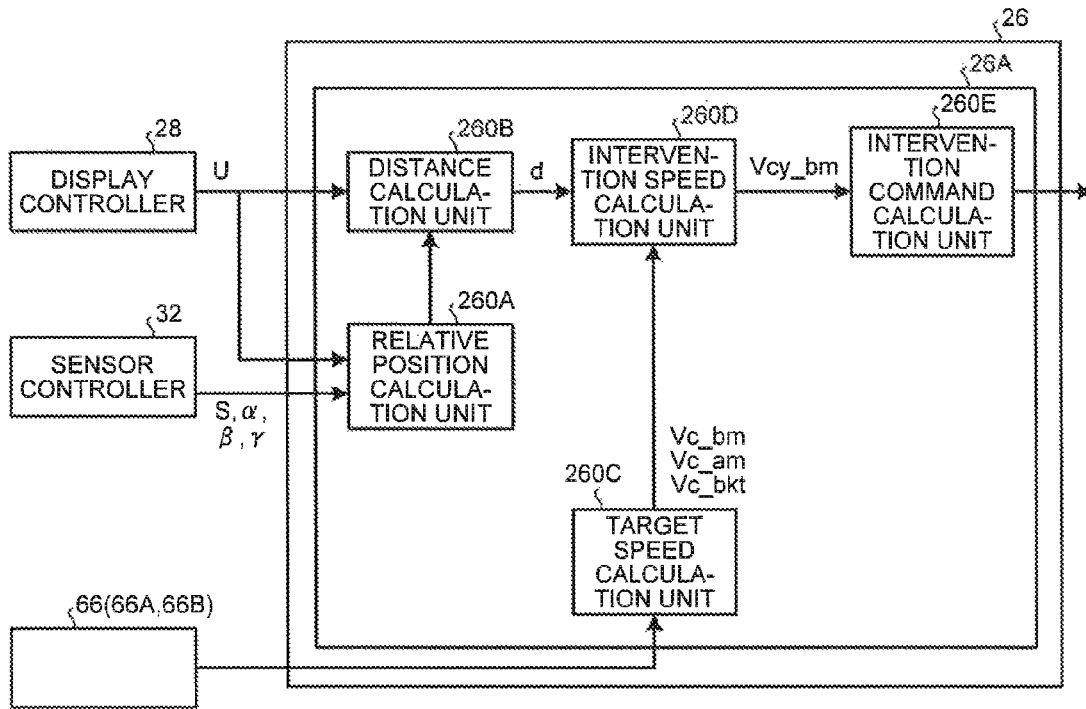 26
26A
28
260B
260D
260E
DISPLAY
CONTROLLER
U
DISTANCE
CALCULA-
TION UNIT
d
INTERVEN-
TION SPEED
CALCULA-
TION UNIT
Vcy_bm
INTERVEN-
TION
COMMAND
CALCULA-
TION UNIT
32
260A
SENSOR
CONTROLLER
RELATIVE
POSITION
CALCULA-
TION UNIT
S, α,
β, γ
Vc_bm
Vc_am
Vc_bkt
260C
TARGET
SPEED
CALCULA-
TION UNIT
66(66A,66B)